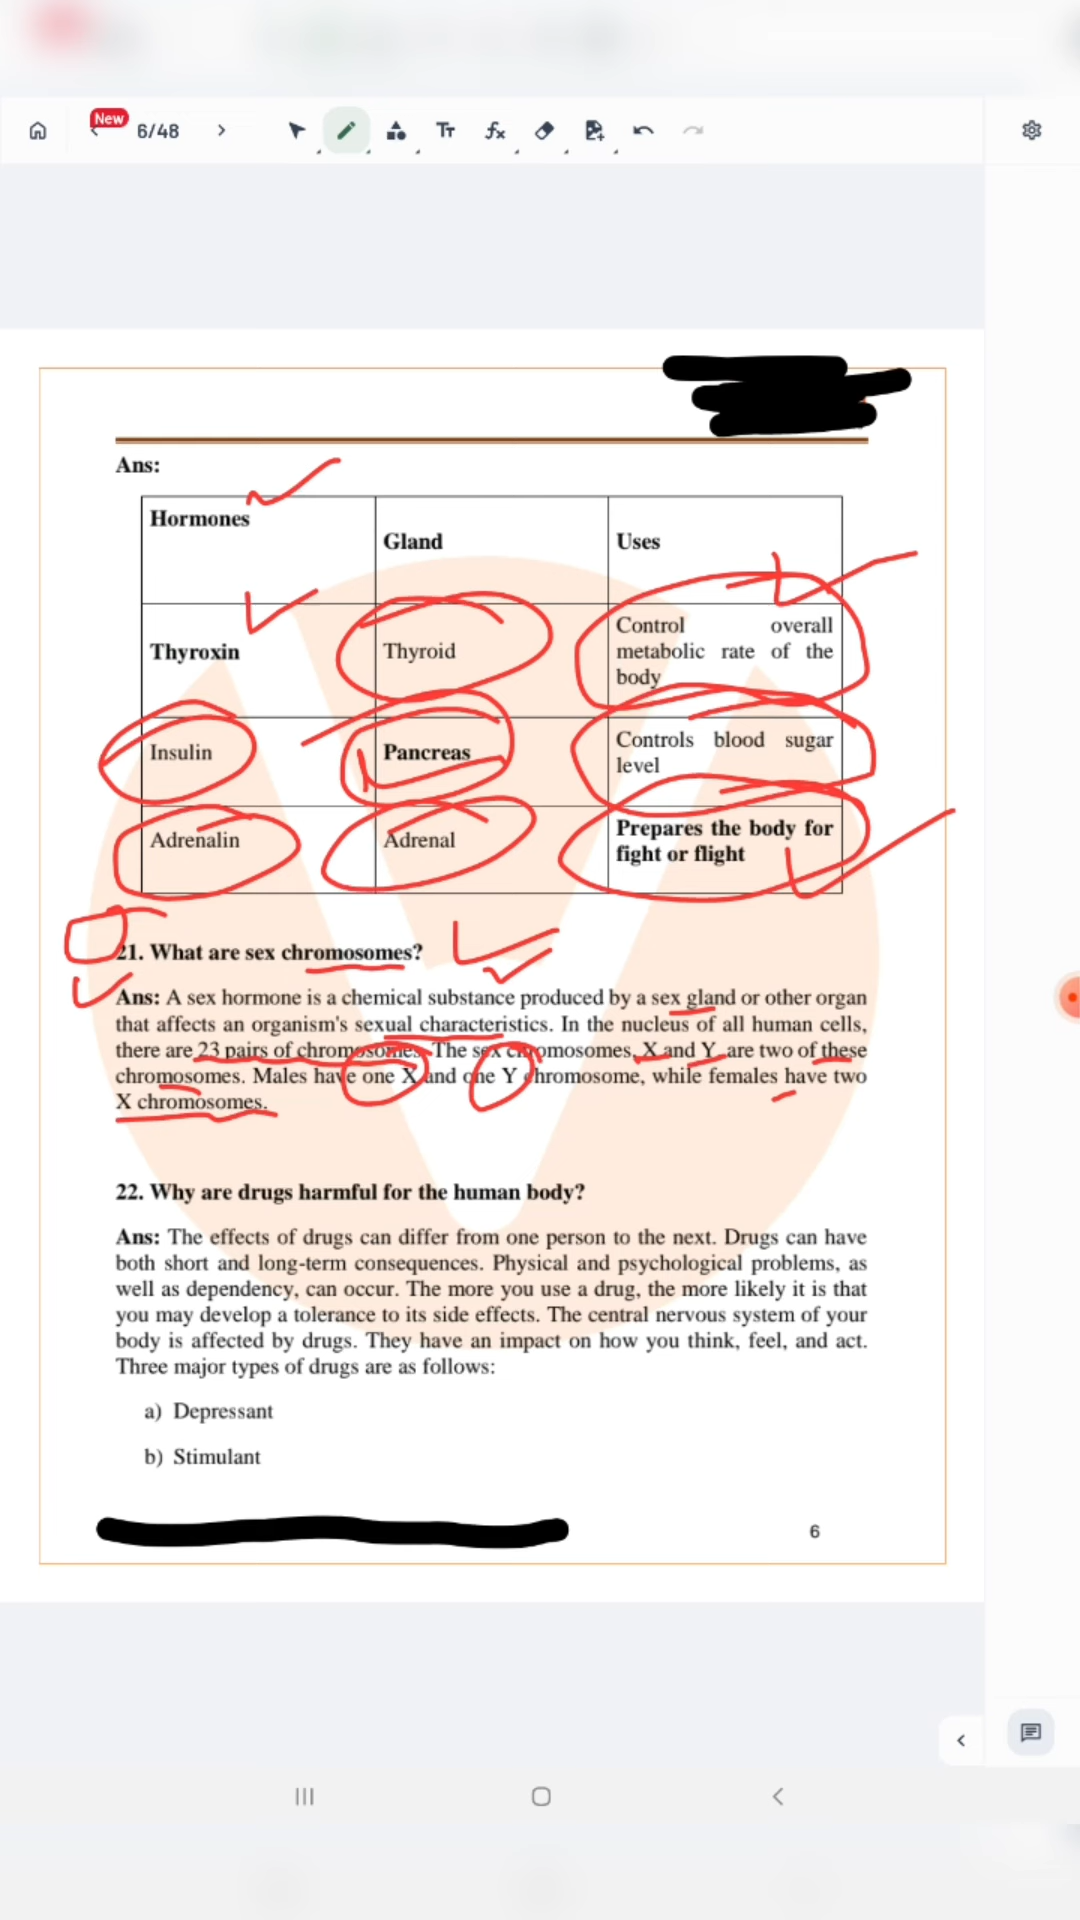 New
6/48
Tт
fx
Ans:
Hormones
Gland
Uses
Thyroxin
Thyroid
Control overall
metabolic rate of the
body
Insulin
Pancreas
Controls blood sugar
level
Adrenalin
Adrenal
Prepares the body for
fight or flight
21. What are sex chromosomes?
Ans: A sex hormone is a chemical substance produced by a sex gland or other organ
that affects an organism's sexual characteristics. In the nucleus of all human cells,
there are 23 pairs of chromosomes. The sex chromosomes, X and Y are two of these
chromosomes. Males have one X and one Y chromosome, while females have two
X chromosomes.
22. Why are drugs harmful for the human body?
Ans: The effects of drugs can differ from one person to the next. Drugs can have
both short and long-term consequences. Physical and psychological problems, as
well as dependency, can occur. The more you use a drug, the more likely it is that
you may develop a tolerance to its side effects. The central nervous system of your
body is affected by drugs. They have an impact on how you think, feel, and act.
Three major types of drugs are as follows:
a) Depressant
b) Stimulant
6